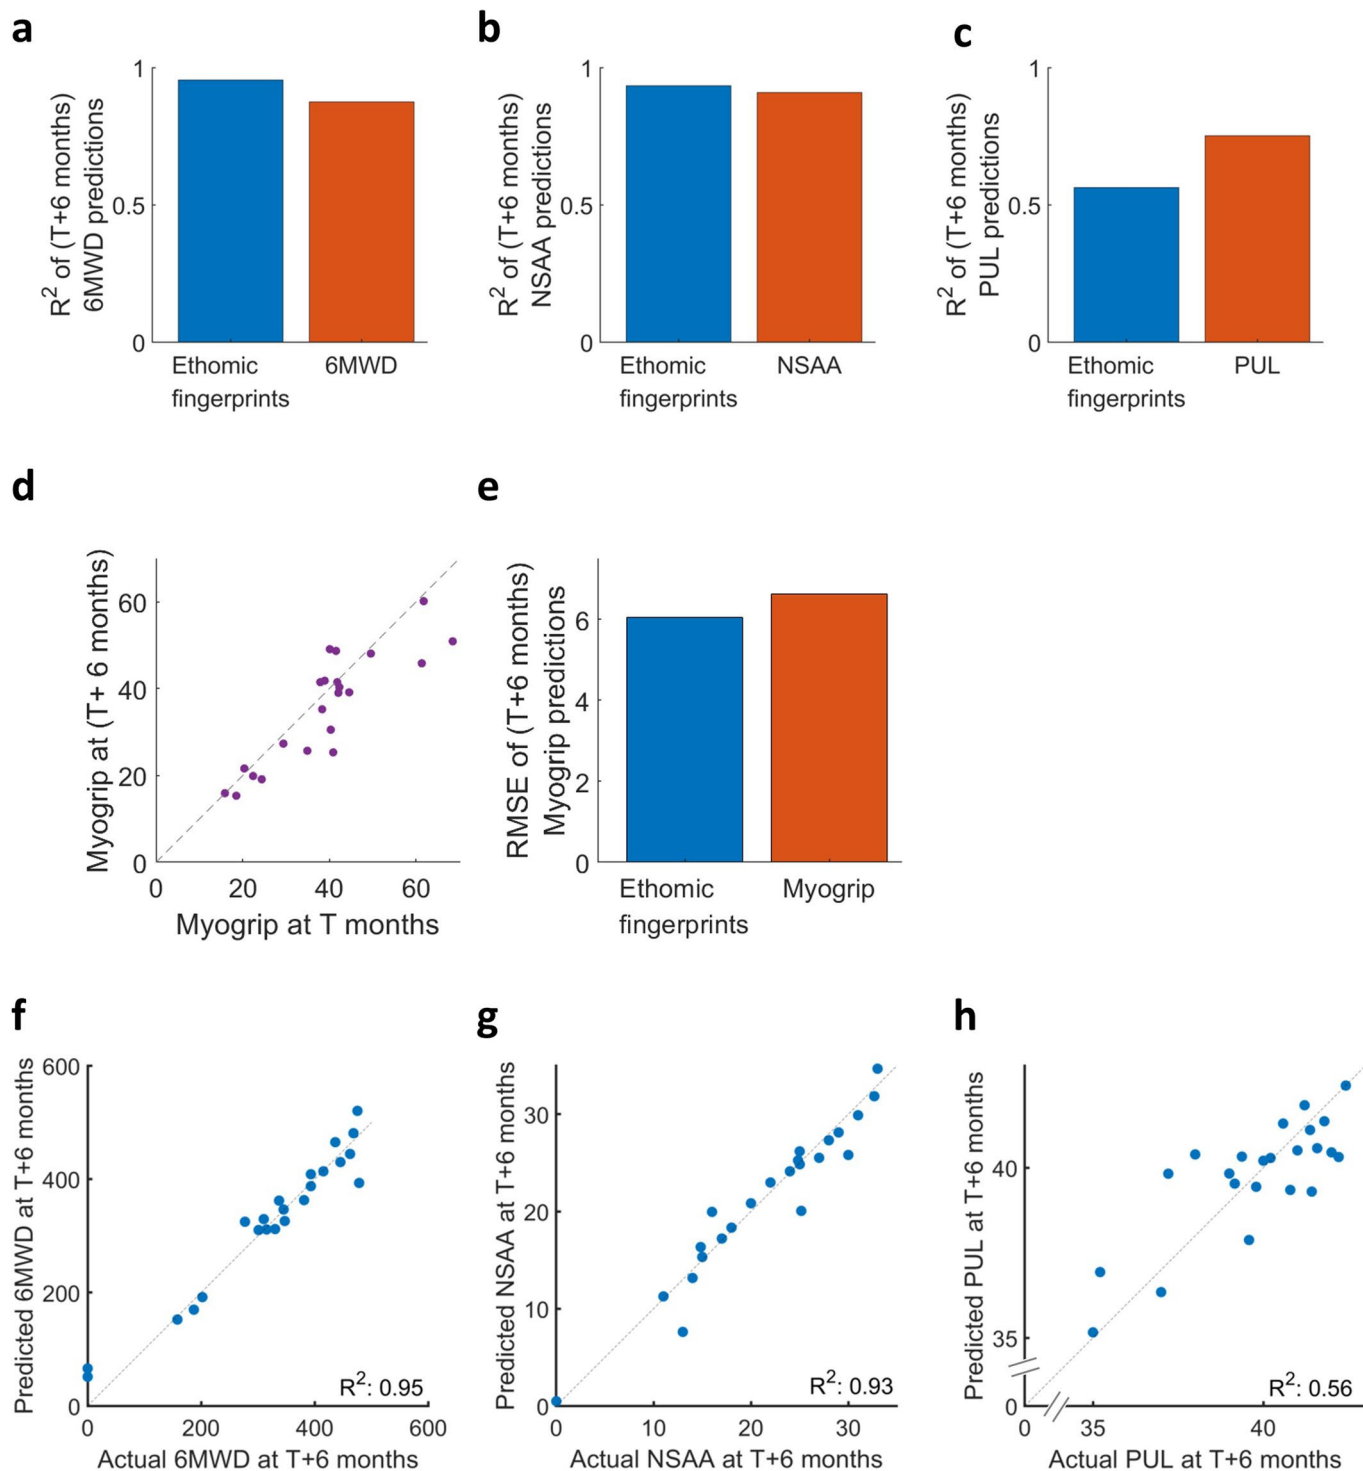 a
R² of (T+6 months)
6MWD predictions
1
0.5
0
Ethomic
fingerprints
6MWD
b
R² of (T+6 months)
NSAA predictions
1
0.5
0
Ethomic
fingerprints
NSAA
c
R² of (T+6 months)
PUL predictions
1
0.5
0
Ethomic
fingerprints
PUL
d
Myogrip at (T+ 6 months)
60
40
20
0
0 20 40 60
Myogrip at T months
e
RMSE of (T+6 months)
Myogrip predictions
6
4
2
0
Ethomic
fingerprints
Myogrip
f
Predicted 6MWD at T+6 months
600
400
200
0
R²: 0.95
0 200 400 600
Actual 6MWD at T+6 months
g
Predicted NSAA at T+6 months
30
20
10
0
R²: 0.93
0 10 20 30
Actual NSAA at T+6 months
h
Predicted PUL at T+6 months
40
35
0
R²: 0.56
0 35 40
Actual PUL at T+6 months